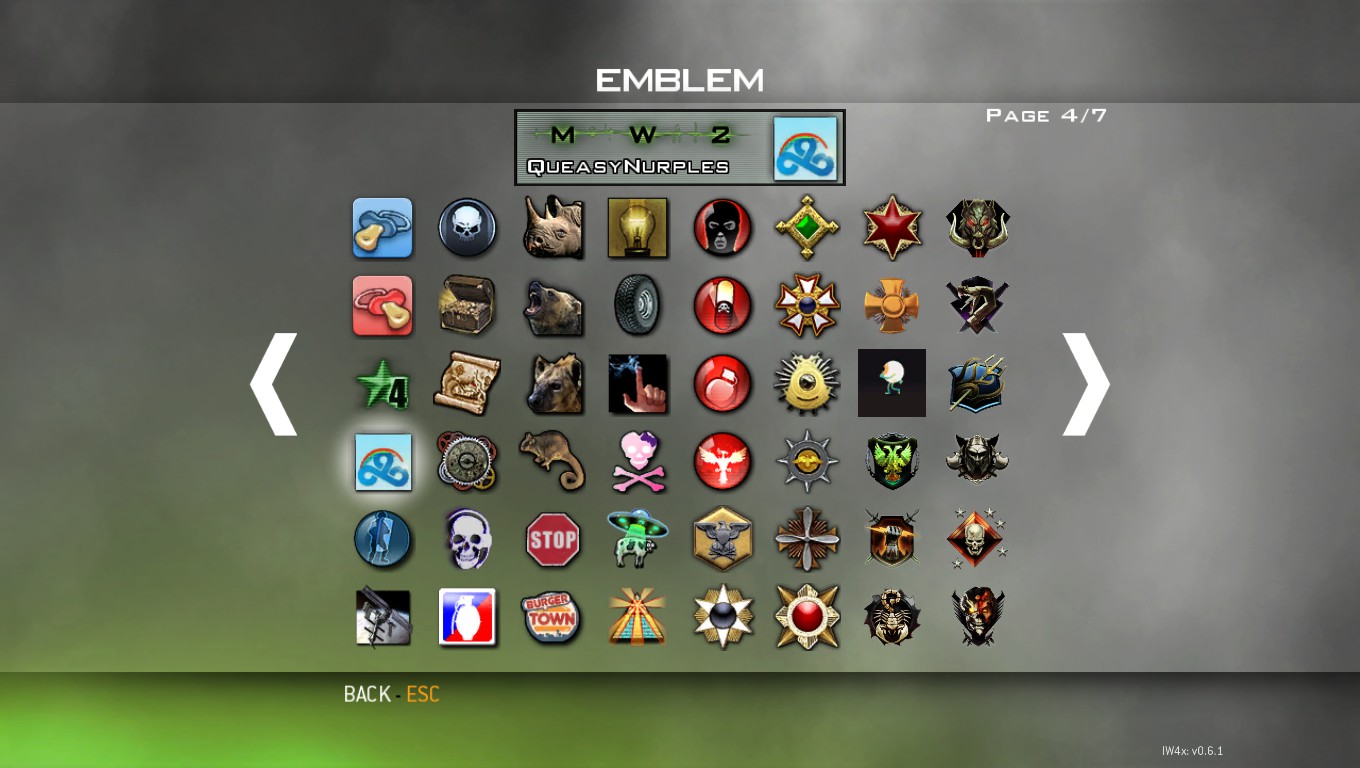 EMBLEM
PAGE 4/7
M W 2
QUEASYNURPLES
4
STOP
BURGER
TOWN
BACK - ESC
IW4x: v0.6.1